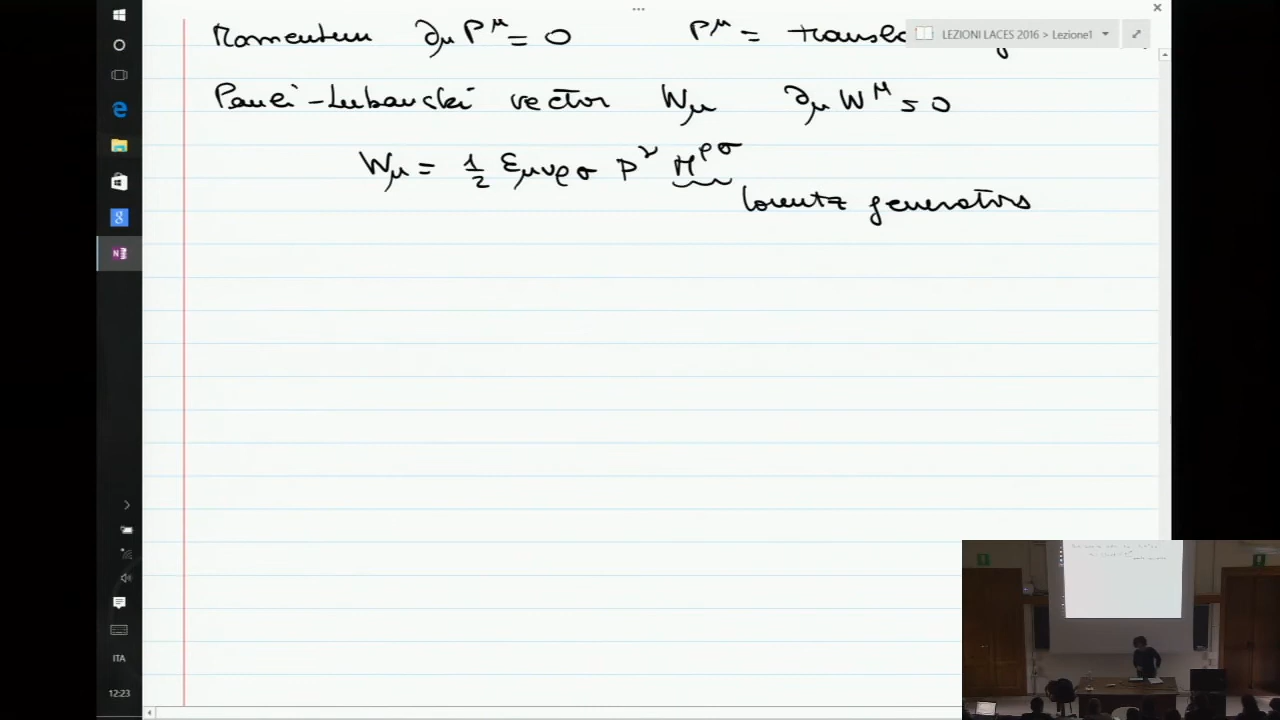 LEZIONI LACES 2016 > Lezione1
Momentum ∂μ P^μ = 0 P^μ =
Pauli-Lubanski vector Wμ ∂μ W^μ = 0
Wμ = 1/2 εμνρσ P^ν M^ρσ
Lorentz generators
ITA
12:23